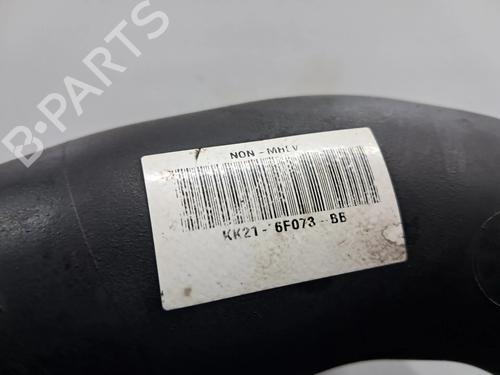 B-PARTS
NON - MHEV
KK21- 6F073 -BB